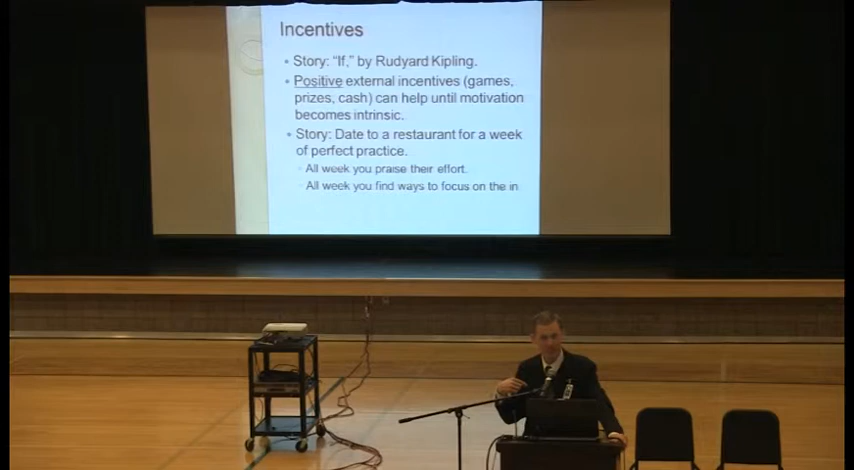 Incentives
• Story: “If,” by Rudyard Kipling.
• Positive external incentives (games,
prizes, cash) can help until motivation
becomes intrinsic.
• Story: Date to a restaurant for a week
of perfect practice.
◦ All week you praise their effort.
◦ All week you find ways to focus on the in